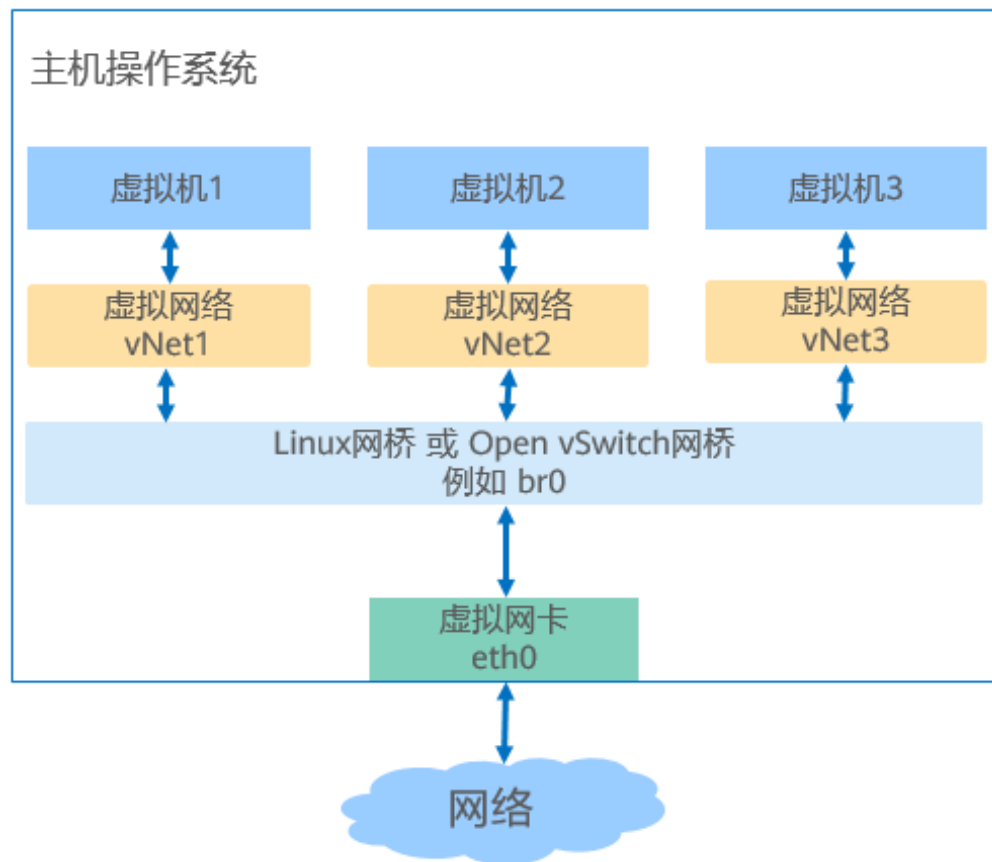 主机操作系统
虚拟机1
虚拟机2
虚拟机3
虚拟网络
vNet1
虚拟网络
vNet2
虚拟网络
vNet3
Linux网桥 或 Open vSwitch网桥
例如 br0
虚拟网卡
eth0
网络